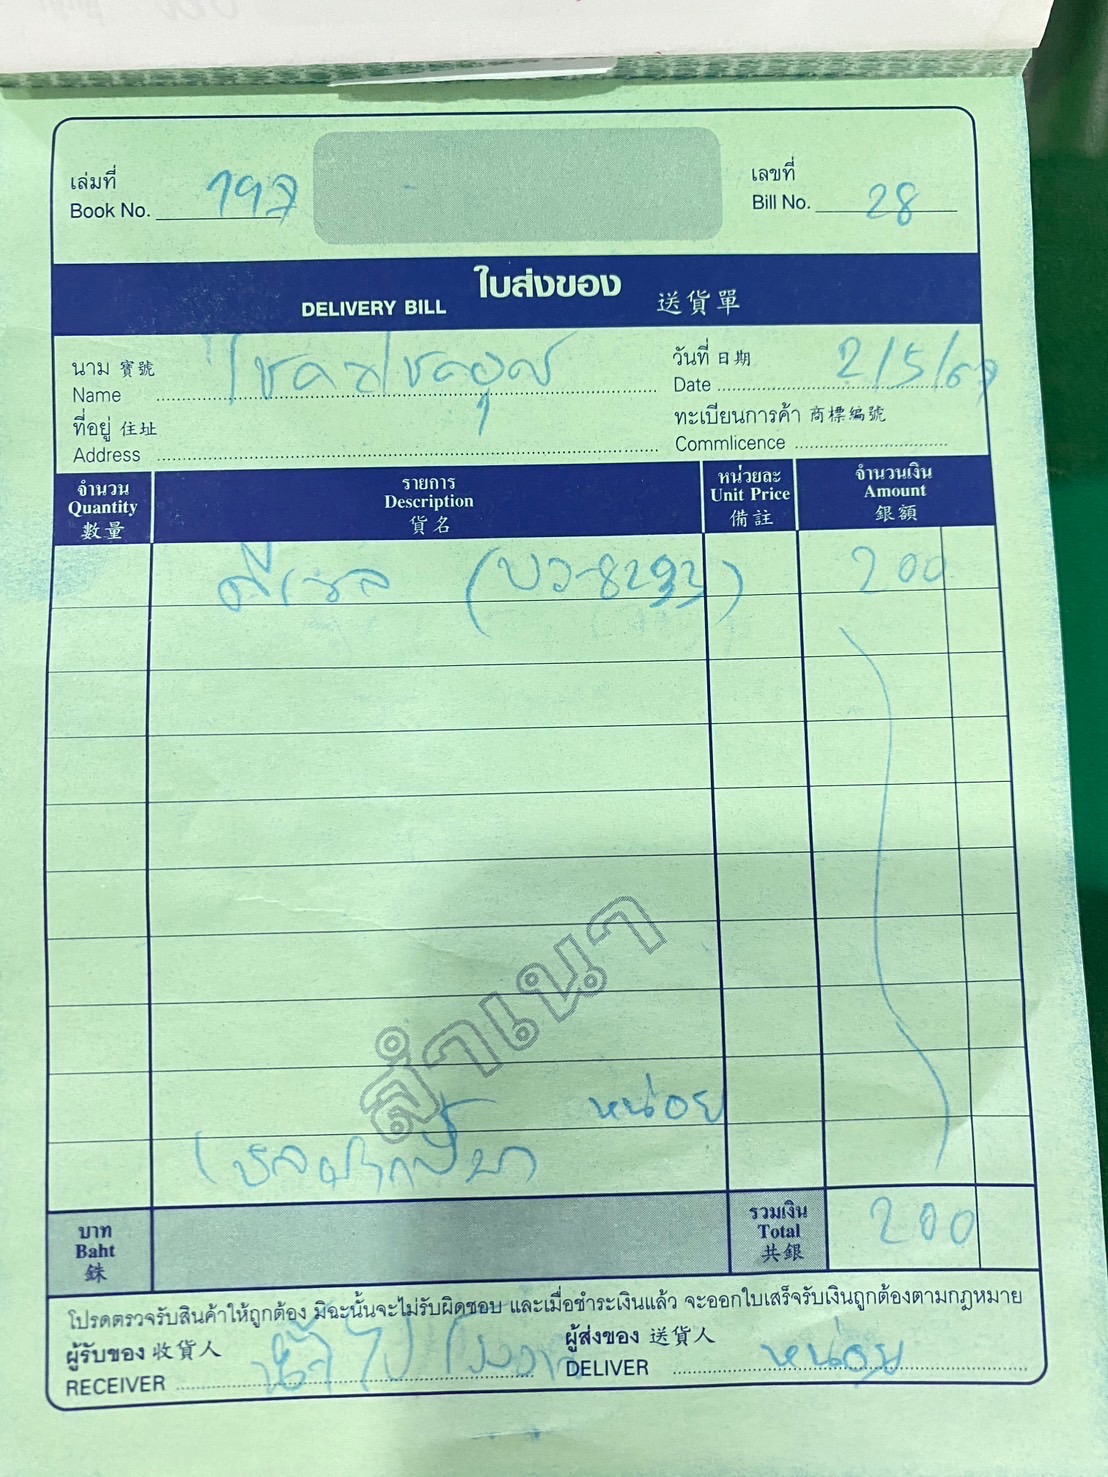 เล่มที่
Book No. 197
เลขที่
Bill No. 28
ใบส่งของ
DELIVERY BILL
送貨單
นาม 寶號
Name
วันที่ 日期
Date 2/5/67
ที่อยู่ 住址
Address
ทะเบียนการค้า 商標編號
Commlicence
จำนวน
Quantity
數量
รายการ
Description
貨名
หน่วยละ
Unit Price
備註
จำนวนเงิน
Amount
銀額
ดีเซล (บว-8293) 200
สำเนา
หน่อย
บาท
Baht
銖
รวมเงิน
Total
共銀
200
โปรดตรวจรับสินค้าให้ถูกต้อง มิฉะนั้นจะไม่รับผิดชอบ และเมื่อชำระเงินแล้ว จะออกใบเสร็จรับเงินถูกต้องตามกฎหมาย
ผู้รับของ 收貨人
RECEIVER
ผู้ส่งของ 送貨人
DELIVER หน่อย